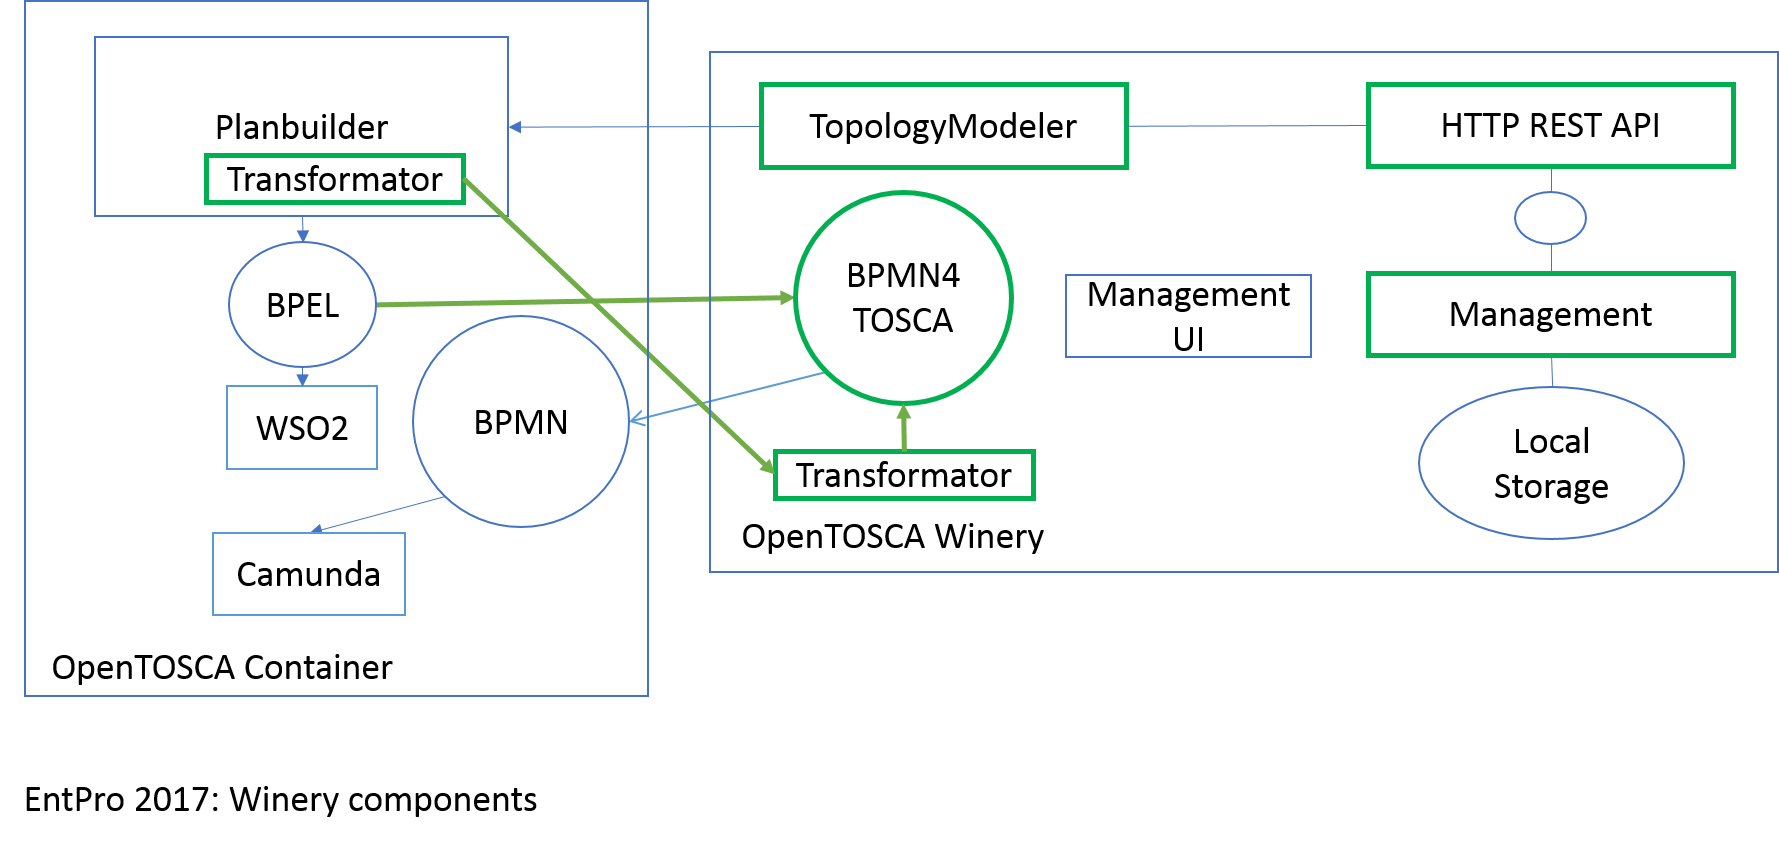 Planbuilder
Transformator
BPEL
WSO2
BPMN
Camunda
OpenTOSCA Container
TopologyModeler
HTTP REST API
BPMN4
TOSCA
Management
UI
Management
Transformator
Local
Storage
OpenTOSCA Winery
EntPro 2017: Winery components